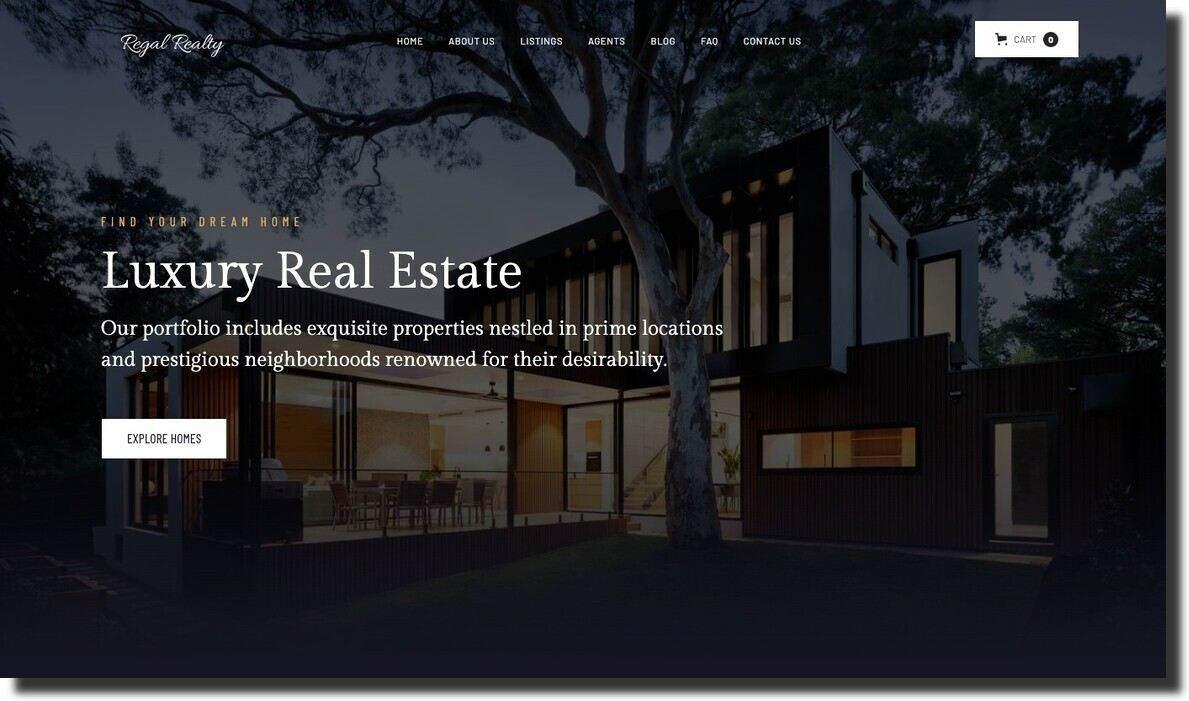 Regal Realty
HOME
ABOUT US
LISTINGS
AGENTS
BLOG
FAQ
CONTACT US
CART 0
FIND YOUR DREAM HOME
Luxury Real Estate
Our portfolio includes exquisite properties nestled in prime locations
and prestigious neighborhoods renowned for their desirability.
EXPLORE HOMES